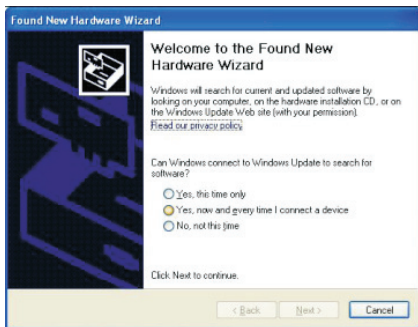 Found New Hardware Wizard
Welcome to the Found New
Hardware Wizard
Windows will search for current and updated software by
looking on your computer, on the hardware installation CD, or on
the Windows Update Web site (with your permission).
Read our privacy policy
Can Windows connect to Windows Update to search for
software?
Yes, this time only
Yes, now and every time I connect a device
No, not this time
Click Next to continue.
< Back
Next >
Cancel